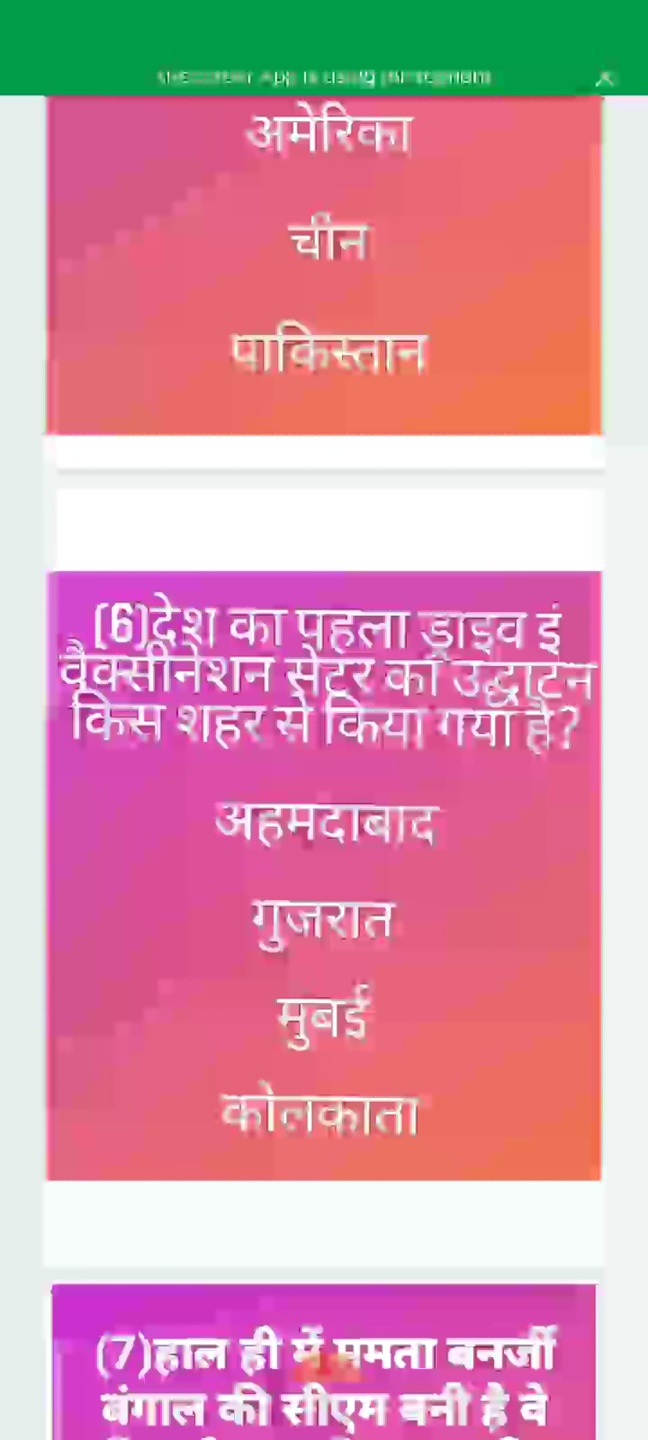 अमेरिका
चीन
पाकिस्तान
(6)देश का पहला ड्राइव इं
वैक्सीनेशन सेंटर का उद्घाटन
किस शहर से किया गया है?
अहमदाबाद
गुजरात
मुबई
कोलकाता
(7)हाल ही में ममता बनर्जी
बंगाल की सीएम बनी है वे